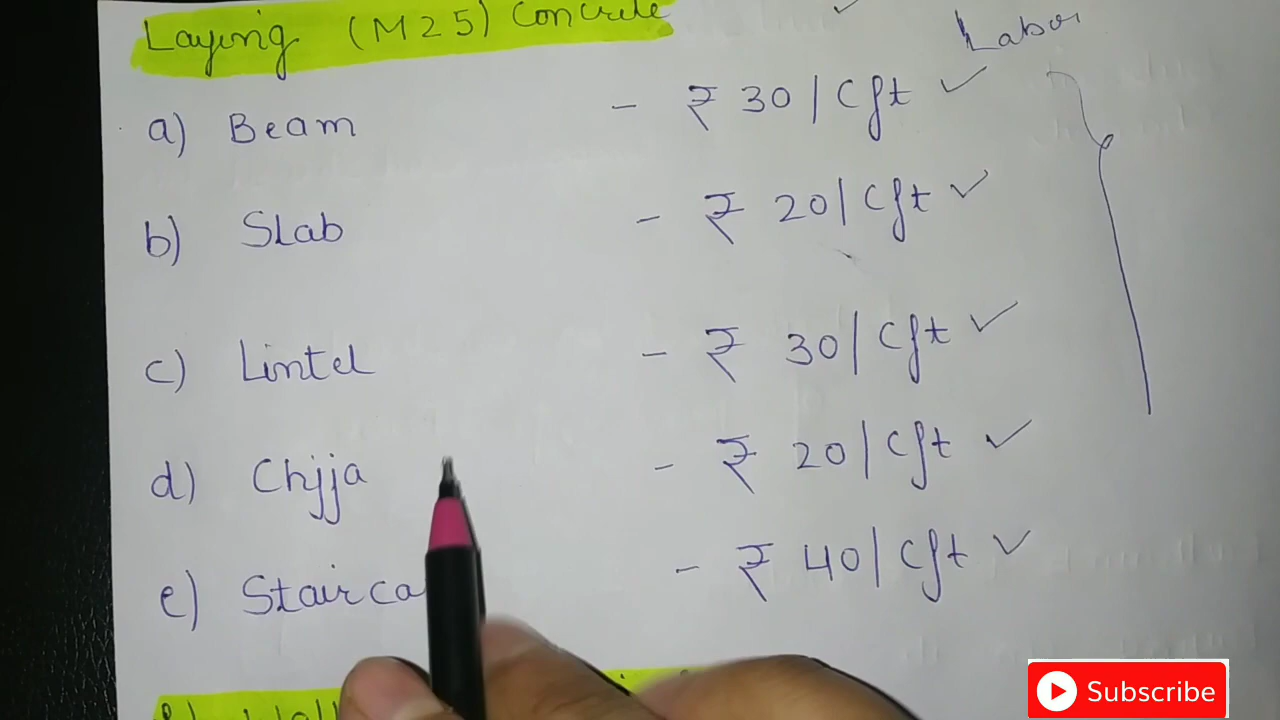 Laying (M25) Concrete
Labor
a) Beam - ₹ 30/Cft ✓
b) Slab - ₹ 20/Cft ✓
c) Lintel - ₹ 30/Cft ✓
d) Chjja - ₹ 20/Cft ✓
e) Stairca - ₹ 40/Cft ✓
Subscribe